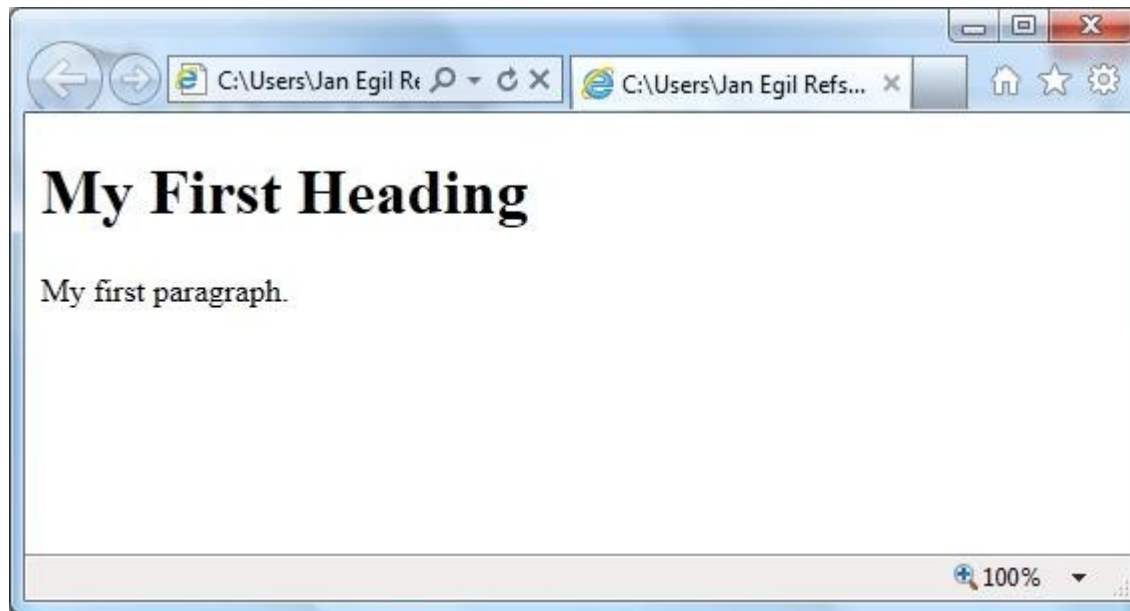 C:\Users\Jan Egil Re
C:\Users\Jan Egil Refs...
My First Heading
My first paragraph.
100%